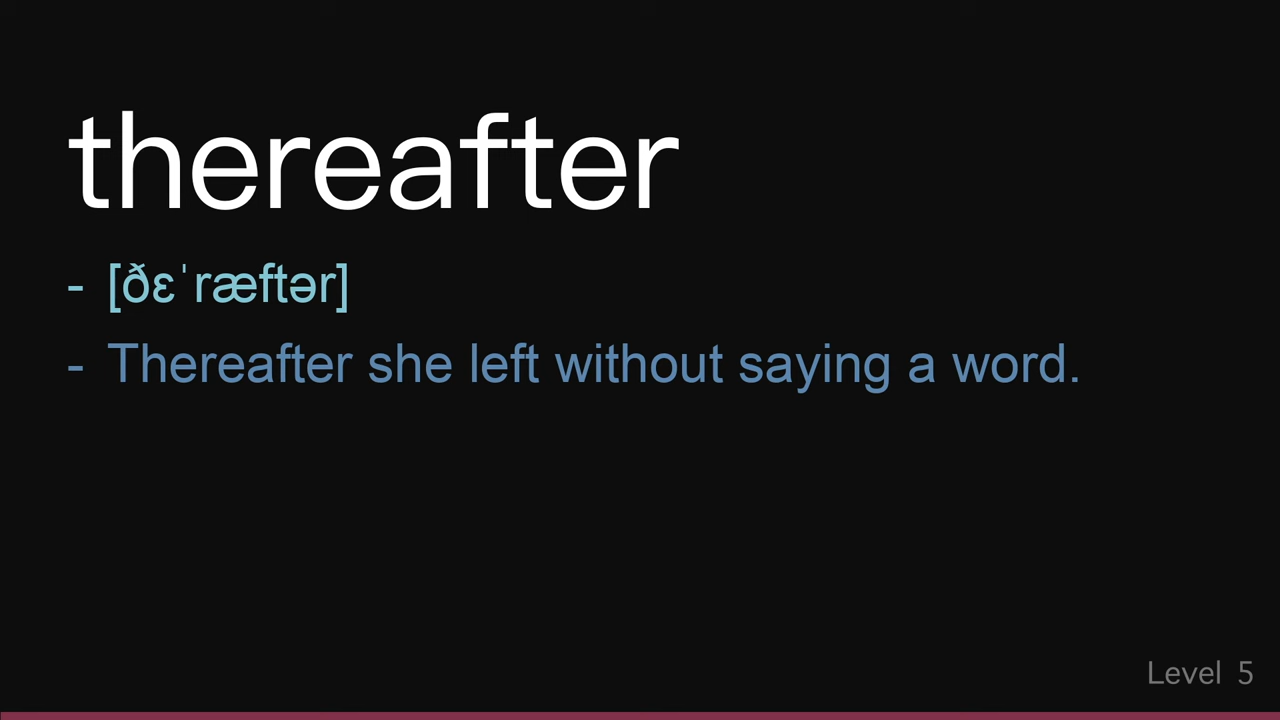 thereafter
- [ðɛˈræftər]
- Thereafter she left without saying a word.
Level 5